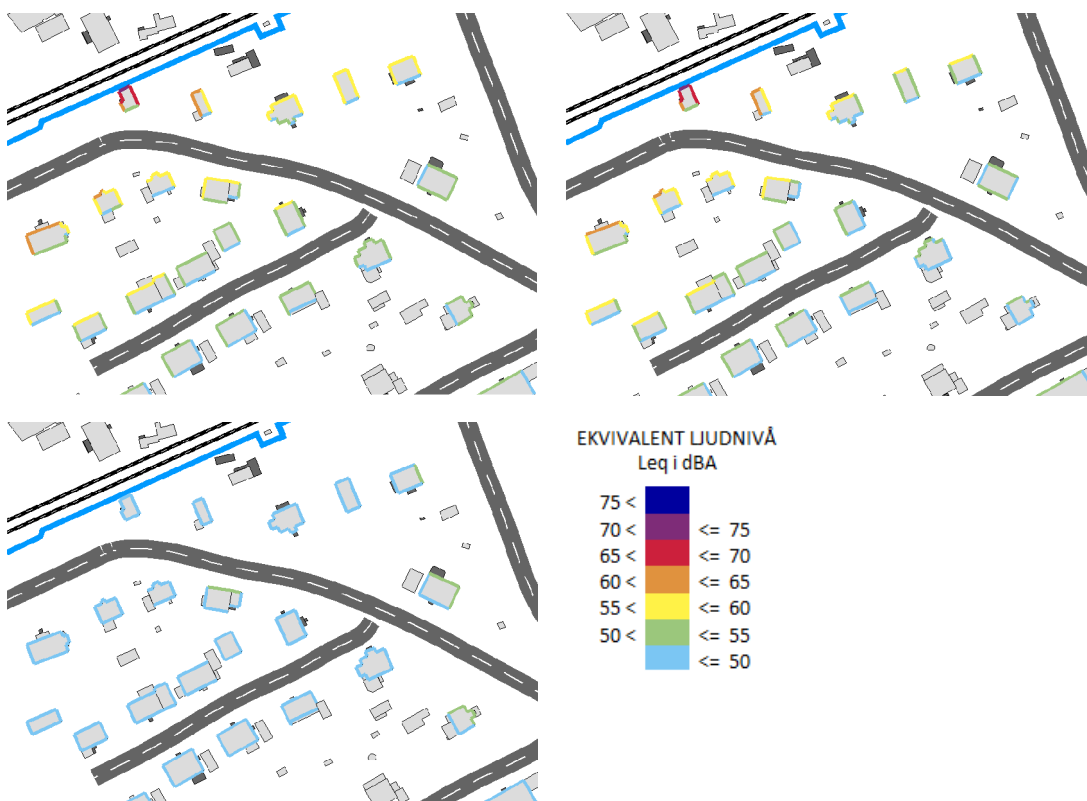 EKVIVALENT LJUDNIVÅ
Leq i dBA
75 <
70 < <= 75
65 < <= 70
60 < <= 65
55 < <= 60
50 < <= 55
<= 50